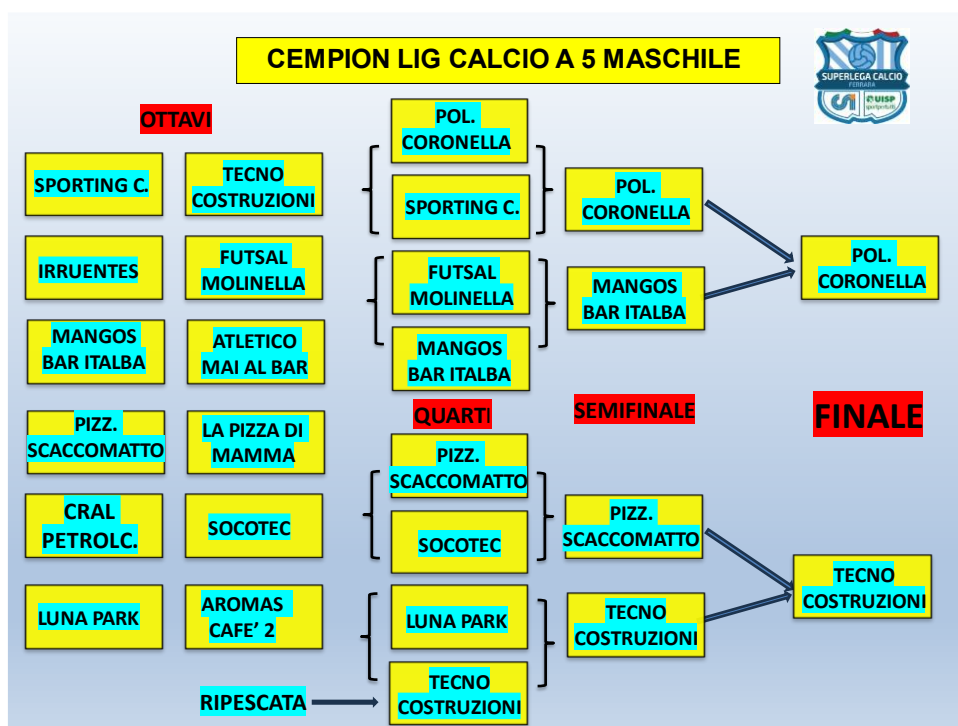 CEMPION LIG CALCIO A 5 MASCHILE
SUPERLEGA CALCIO
FERRARA
UISP
sportpertutti
OTTAVI
SPORTING C.
TECNO
COSTRUZIONI
IRRUENTES
FUTSAL
MOLINELLA
MANGOS
BAR ITALBA
ATLETICO
MAI AL BAR
PIZZ.
SCACCOMATTO
LA PIZZA DI
MAMMA
CRAL
PETROLC.
SOCOTEC
LUNA PARK
AROMAS
CAFE’ 2
RIPESCATA
POL.
CORONELLA
SPORTING C.
FUTSAL
MOLINELLA
MANGOS
BAR ITALBA
QUARTI
PIZZ.
SCACCOMATTO
SOCOTEC
LUNA PARK
TECNO
COSTRUZIONI
POL.
CORONELLA
MANGOS
BAR ITALBA
SEMIFINALE
PIZZ.
SCACCOMATTO
TECNO
COSTRUZIONI
POL.
CORONELLA
FINALE
TECNO
COSTRUZIONI